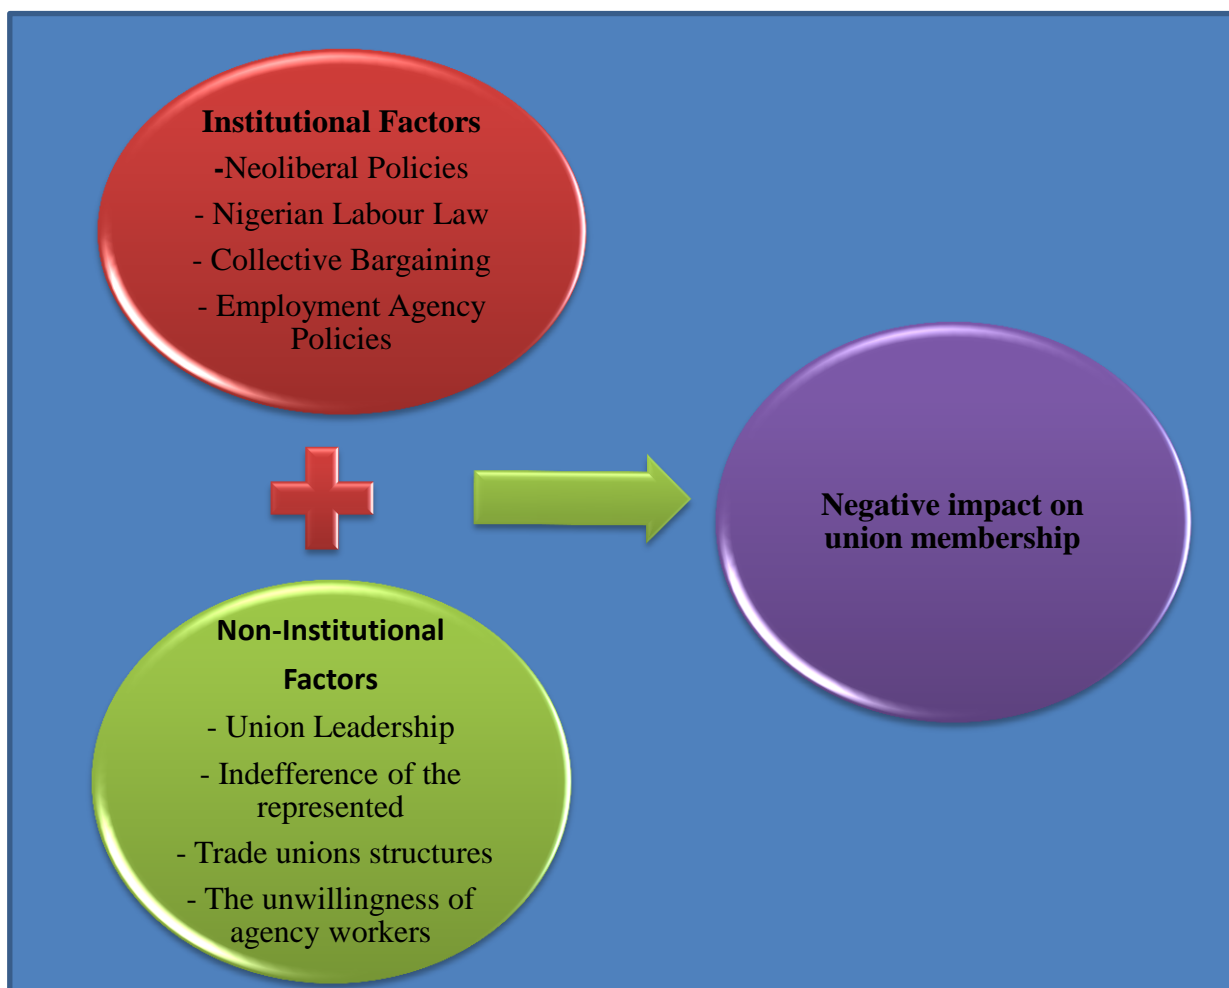 Institutional Factors
-Neoliberal Policies
- Nigerian Labour Law
- Collective Bargaining
- Employment Agency
Policies
Negative impact on
union membership
Non-Institutional
Factors
- Union Leadership
- Indefference of the
represented
- Trade unions structures
- The unwillingness of
agency workers